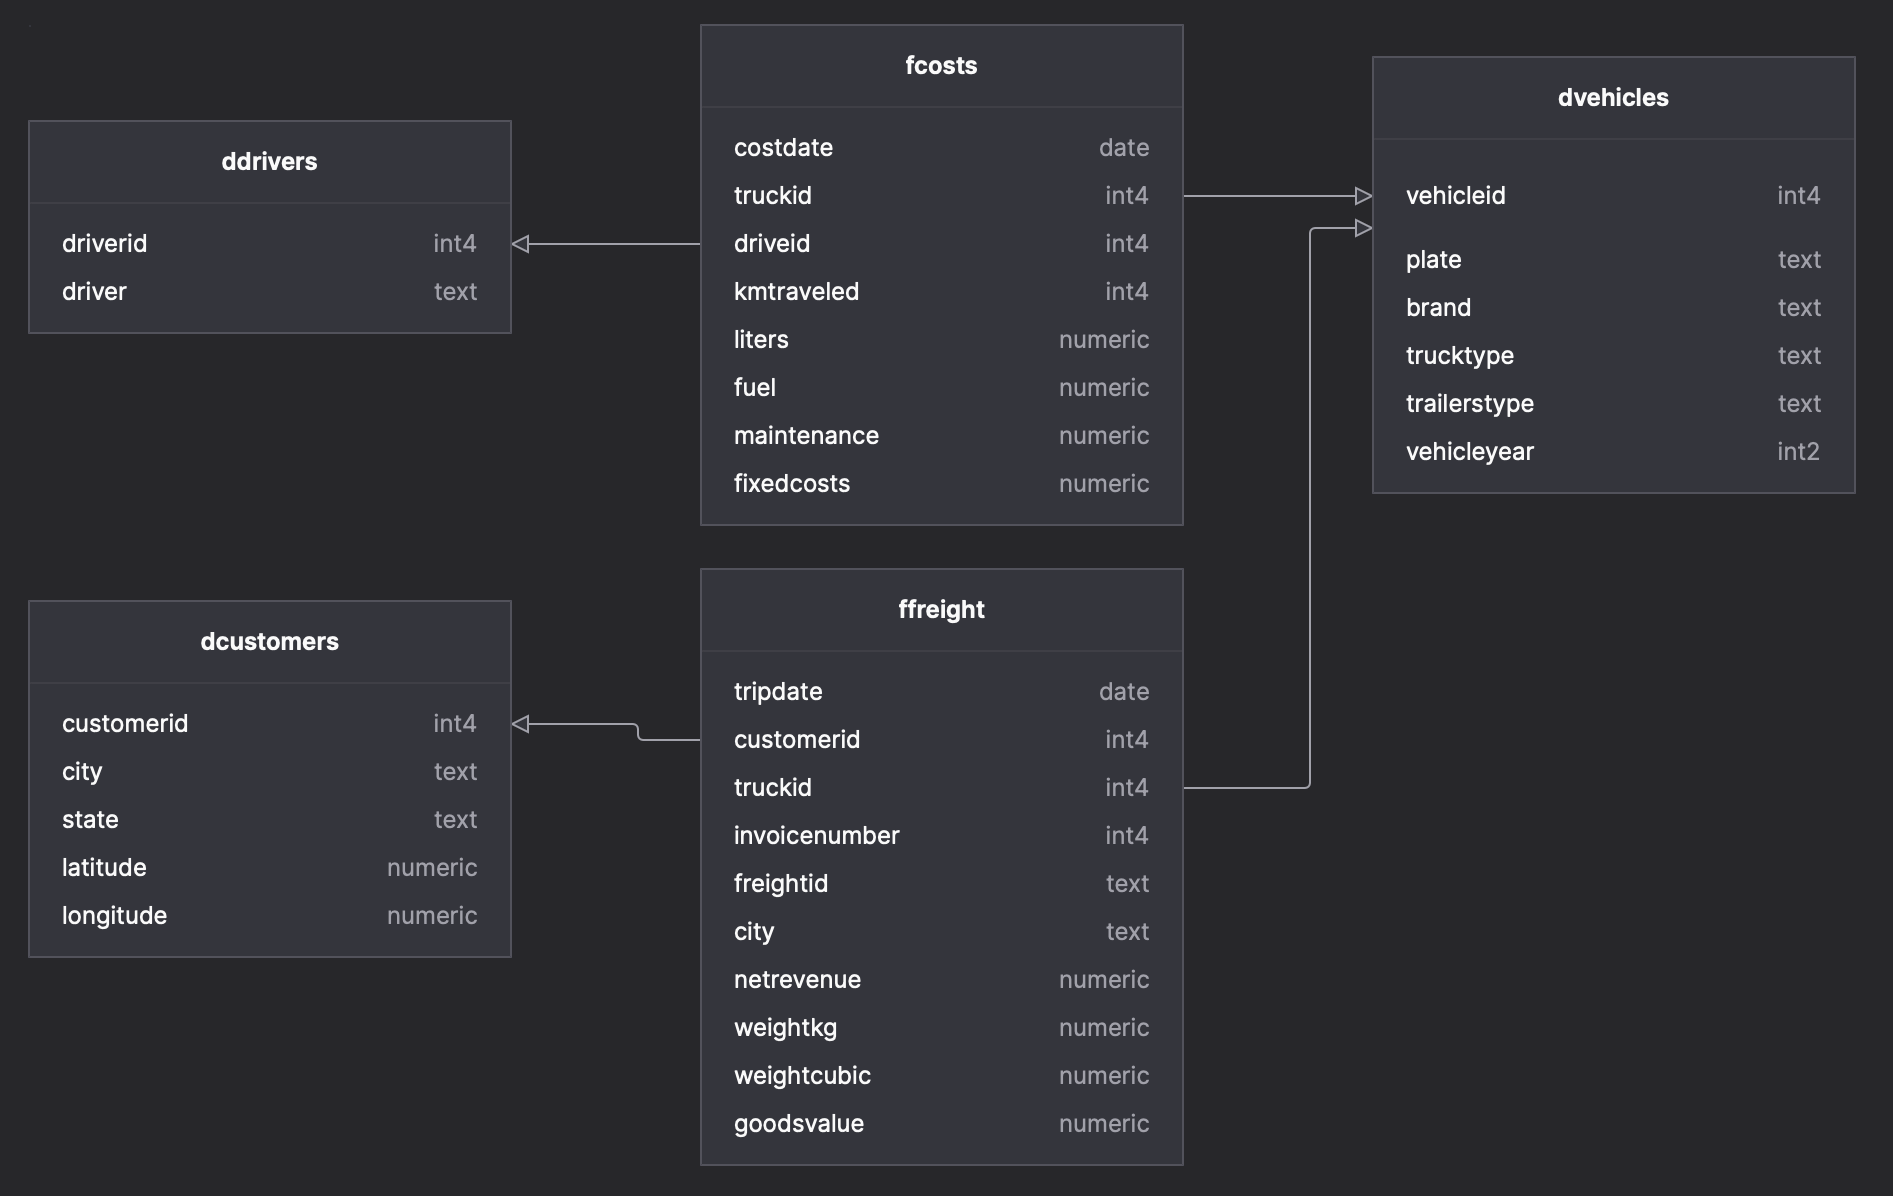 fcosts
costdate date
truckid int4
driveid int4
kmtraveled int4
liters numeric
fuel numeric
maintenance numeric
fixedcosts numeric
dvehicles
vehicleid int4
plate text
brand text
trucktype text
trailerstype text
vehicleyear int2
ddrivers
driverid int4
driver text
dcustomers
customerid int4
city text
state text
latitude numeric
longitude numeric
ffreight
tripdate date
customerid int4
truckid int4
invoicenumber int4
freightid text
city text
netrevenue numeric
weightkg numeric
weightcubic numeric
goodsvalue numeric